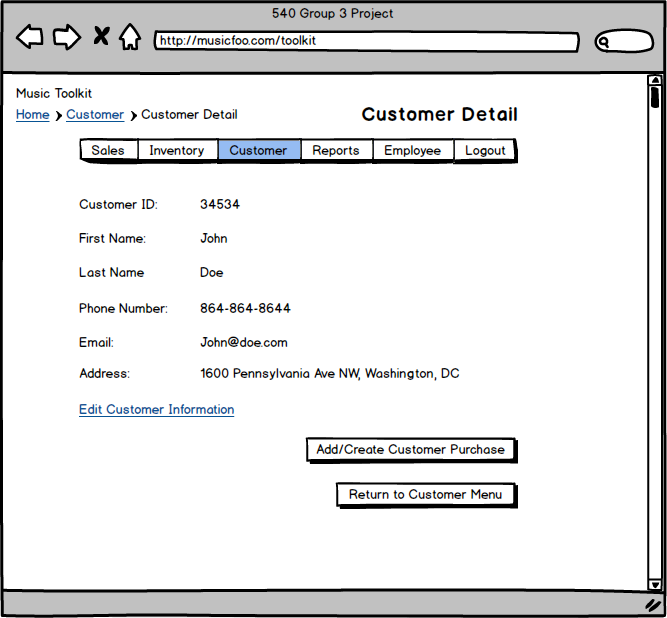 540 Group 3 Project
http://musicfoo.com/toolkit
Music Toolkit
Home > Customer > Customer Detail
Customer Detail
Sales Inventory Customer Reports Employee Logout
Customer ID: 34534
First Name: John
Last Name Doe
Phone Number: 864-864-8644
Email: John@doe.com
Address: 1600 Pennsylvania Ave NW, Washington, DC
Edit Customer Information
Add/Create Customer Purchase
Return to Customer Menu